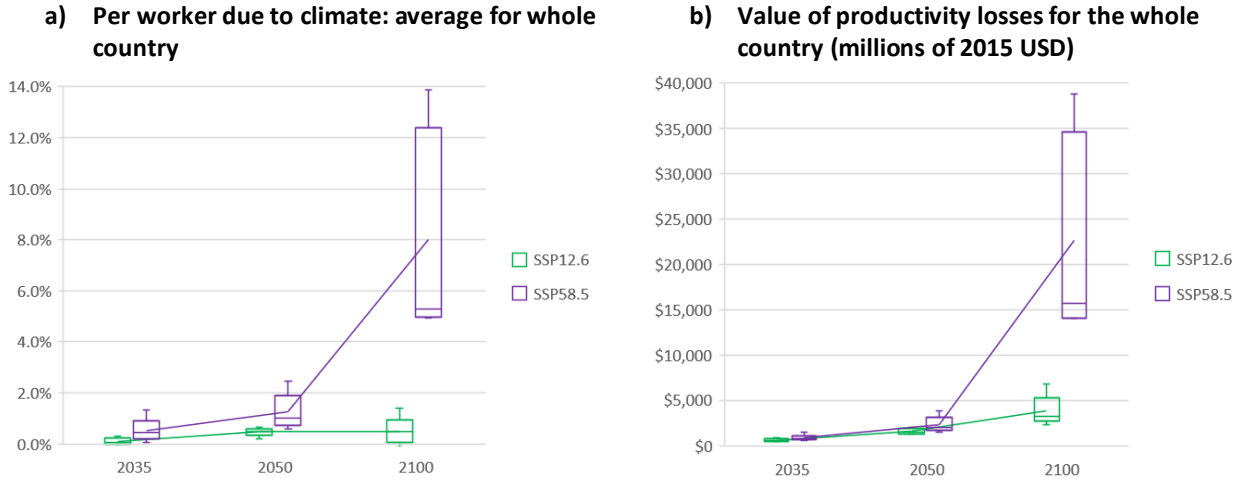 a) Per worker due to climate: average for whole
country
14.0%
12.0%
10.0%
8.0%
6.0%
4.0%
2.0%
0.0%
2035 2050 2100
SSP12.6
SSP58.5
b) Value of productivity losses for the whole
country (millions of 2015 USD)
$40,000
$35,000
$30,000
$25,000
$20,000
$15,000
$10,000
$5,000
$0
2035 2050 2100
SSP12.6
SSP58.5